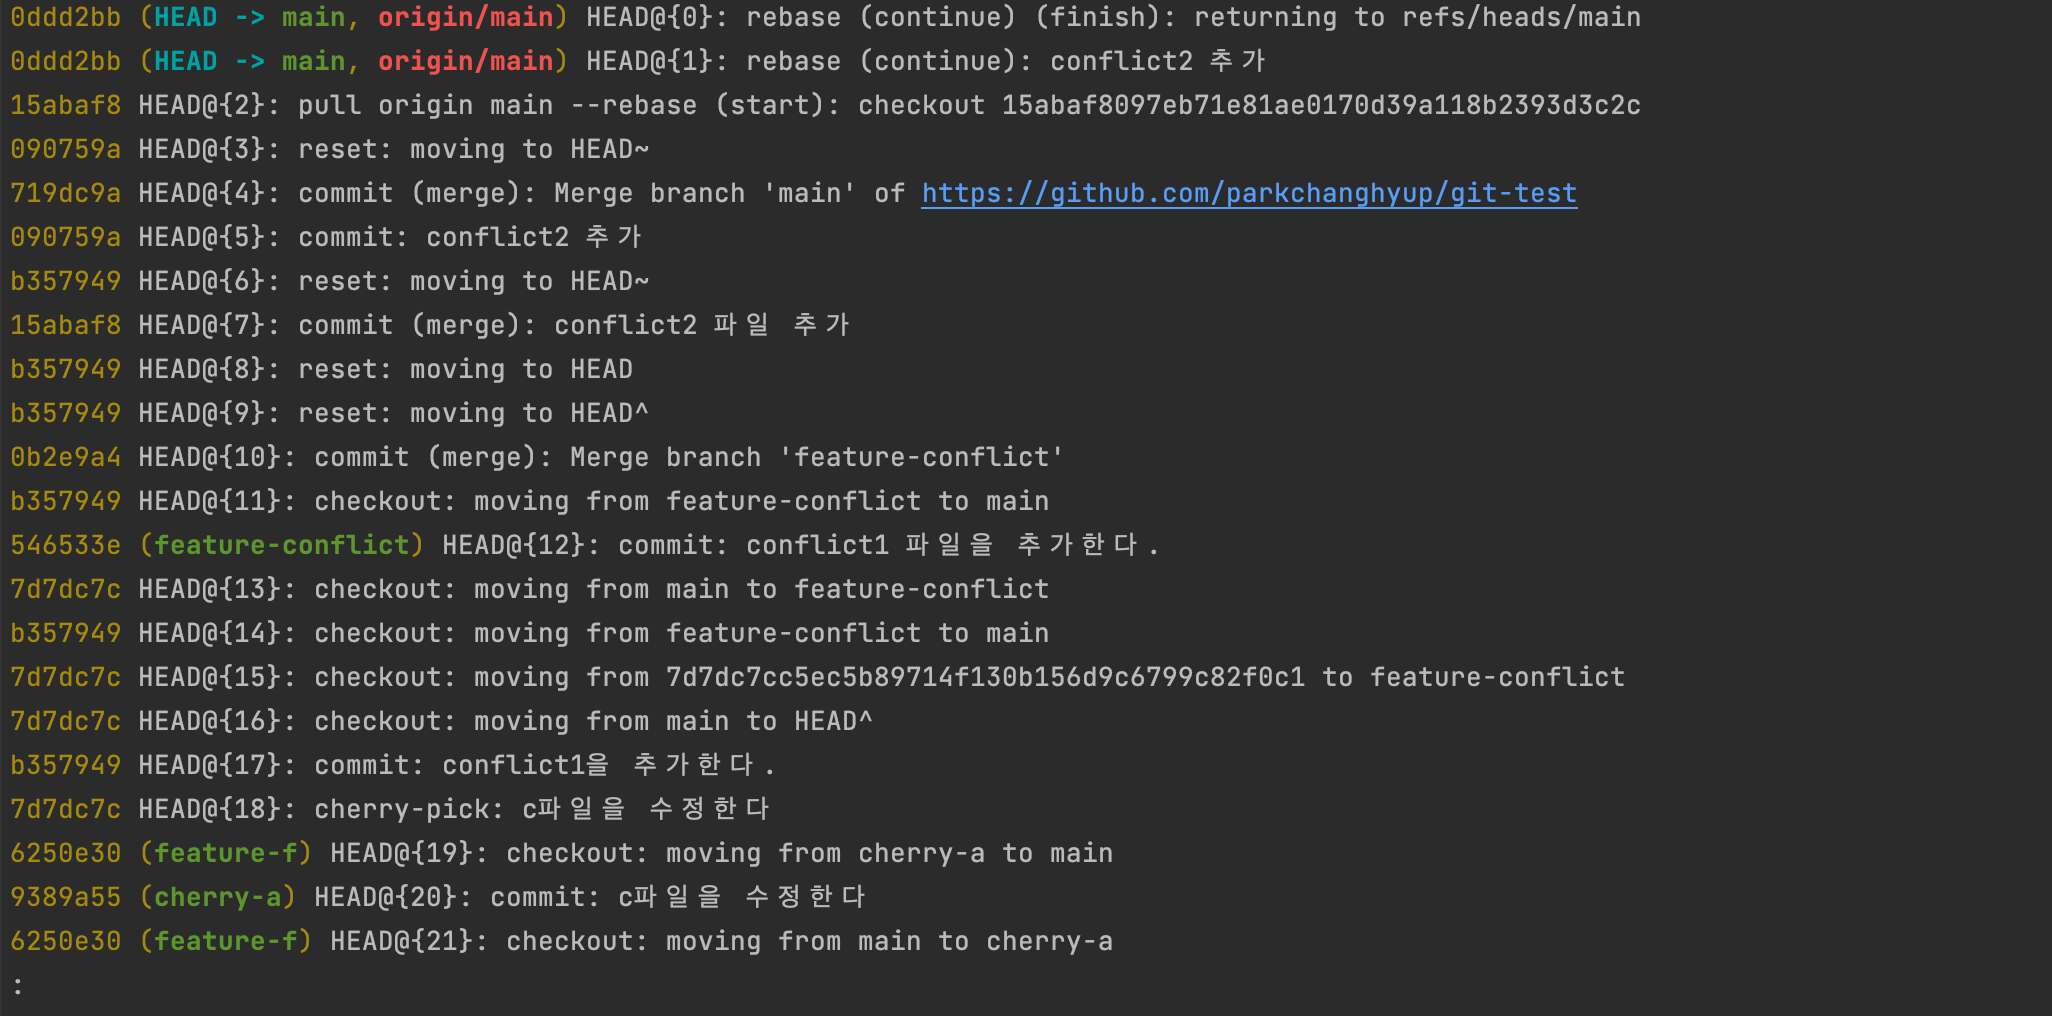 0ddd2bb (HEAD -> main, origin/main) HEAD@{0}: rebase (continue) (finish): returning to refs/heads/main
0ddd2bb (HEAD -> main, origin/main) HEAD@{1}: rebase (continue): conflict2 추가
15abaf8 HEAD@{2}: pull origin main --rebase (start): checkout 15abaf8097eb71e81ae0170d39a118b2393d3c2c
090759a HEAD@{3}: reset: moving to HEAD~
719dc9a HEAD@{4}: commit (merge): Merge branch 'main' of https://github.com/parkchanghyup/git-test
090759a HEAD@{5}: commit: conflict2 추가
b357949 HEAD@{6}: reset: moving to HEAD~
15abaf8 HEAD@{7}: commit (merge): conflict2 파일 추가
b357949 HEAD@{8}: reset: moving to HEAD
b357949 HEAD@{9}: reset: moving to HEAD^
0b2e9a4 HEAD@{10}: commit (merge): Merge branch 'feature-conflict'
b357949 HEAD@{11}: checkout: moving from feature-conflict to main
546533e (feature-conflict) HEAD@{12}: commit: conflict1 파일을 추가한다.
7d7dc7c HEAD@{13}: checkout: moving from main to feature-conflict
b357949 HEAD@{14}: checkout: moving from feature-conflict to main
7d7dc7c HEAD@{15}: checkout: moving from 7d7dc7cc5ec5b89714f130b156d9c6799c82f0c1 to feature-conflict
7d7dc7c HEAD@{16}: checkout: moving from main to HEAD^
b357949 HEAD@{17}: commit: conflict1을 추가한다.
7d7dc7c HEAD@{18}: cherry-pick: c파일을 수정한다
6250e30 (feature-f) HEAD@{19}: checkout: moving from cherry-a to main
9389a55 (cherry-a) HEAD@{20}: commit: c파일을 수정한다
6250e30 (feature-f) HEAD@{21}: checkout: moving from main to cherry-a
: